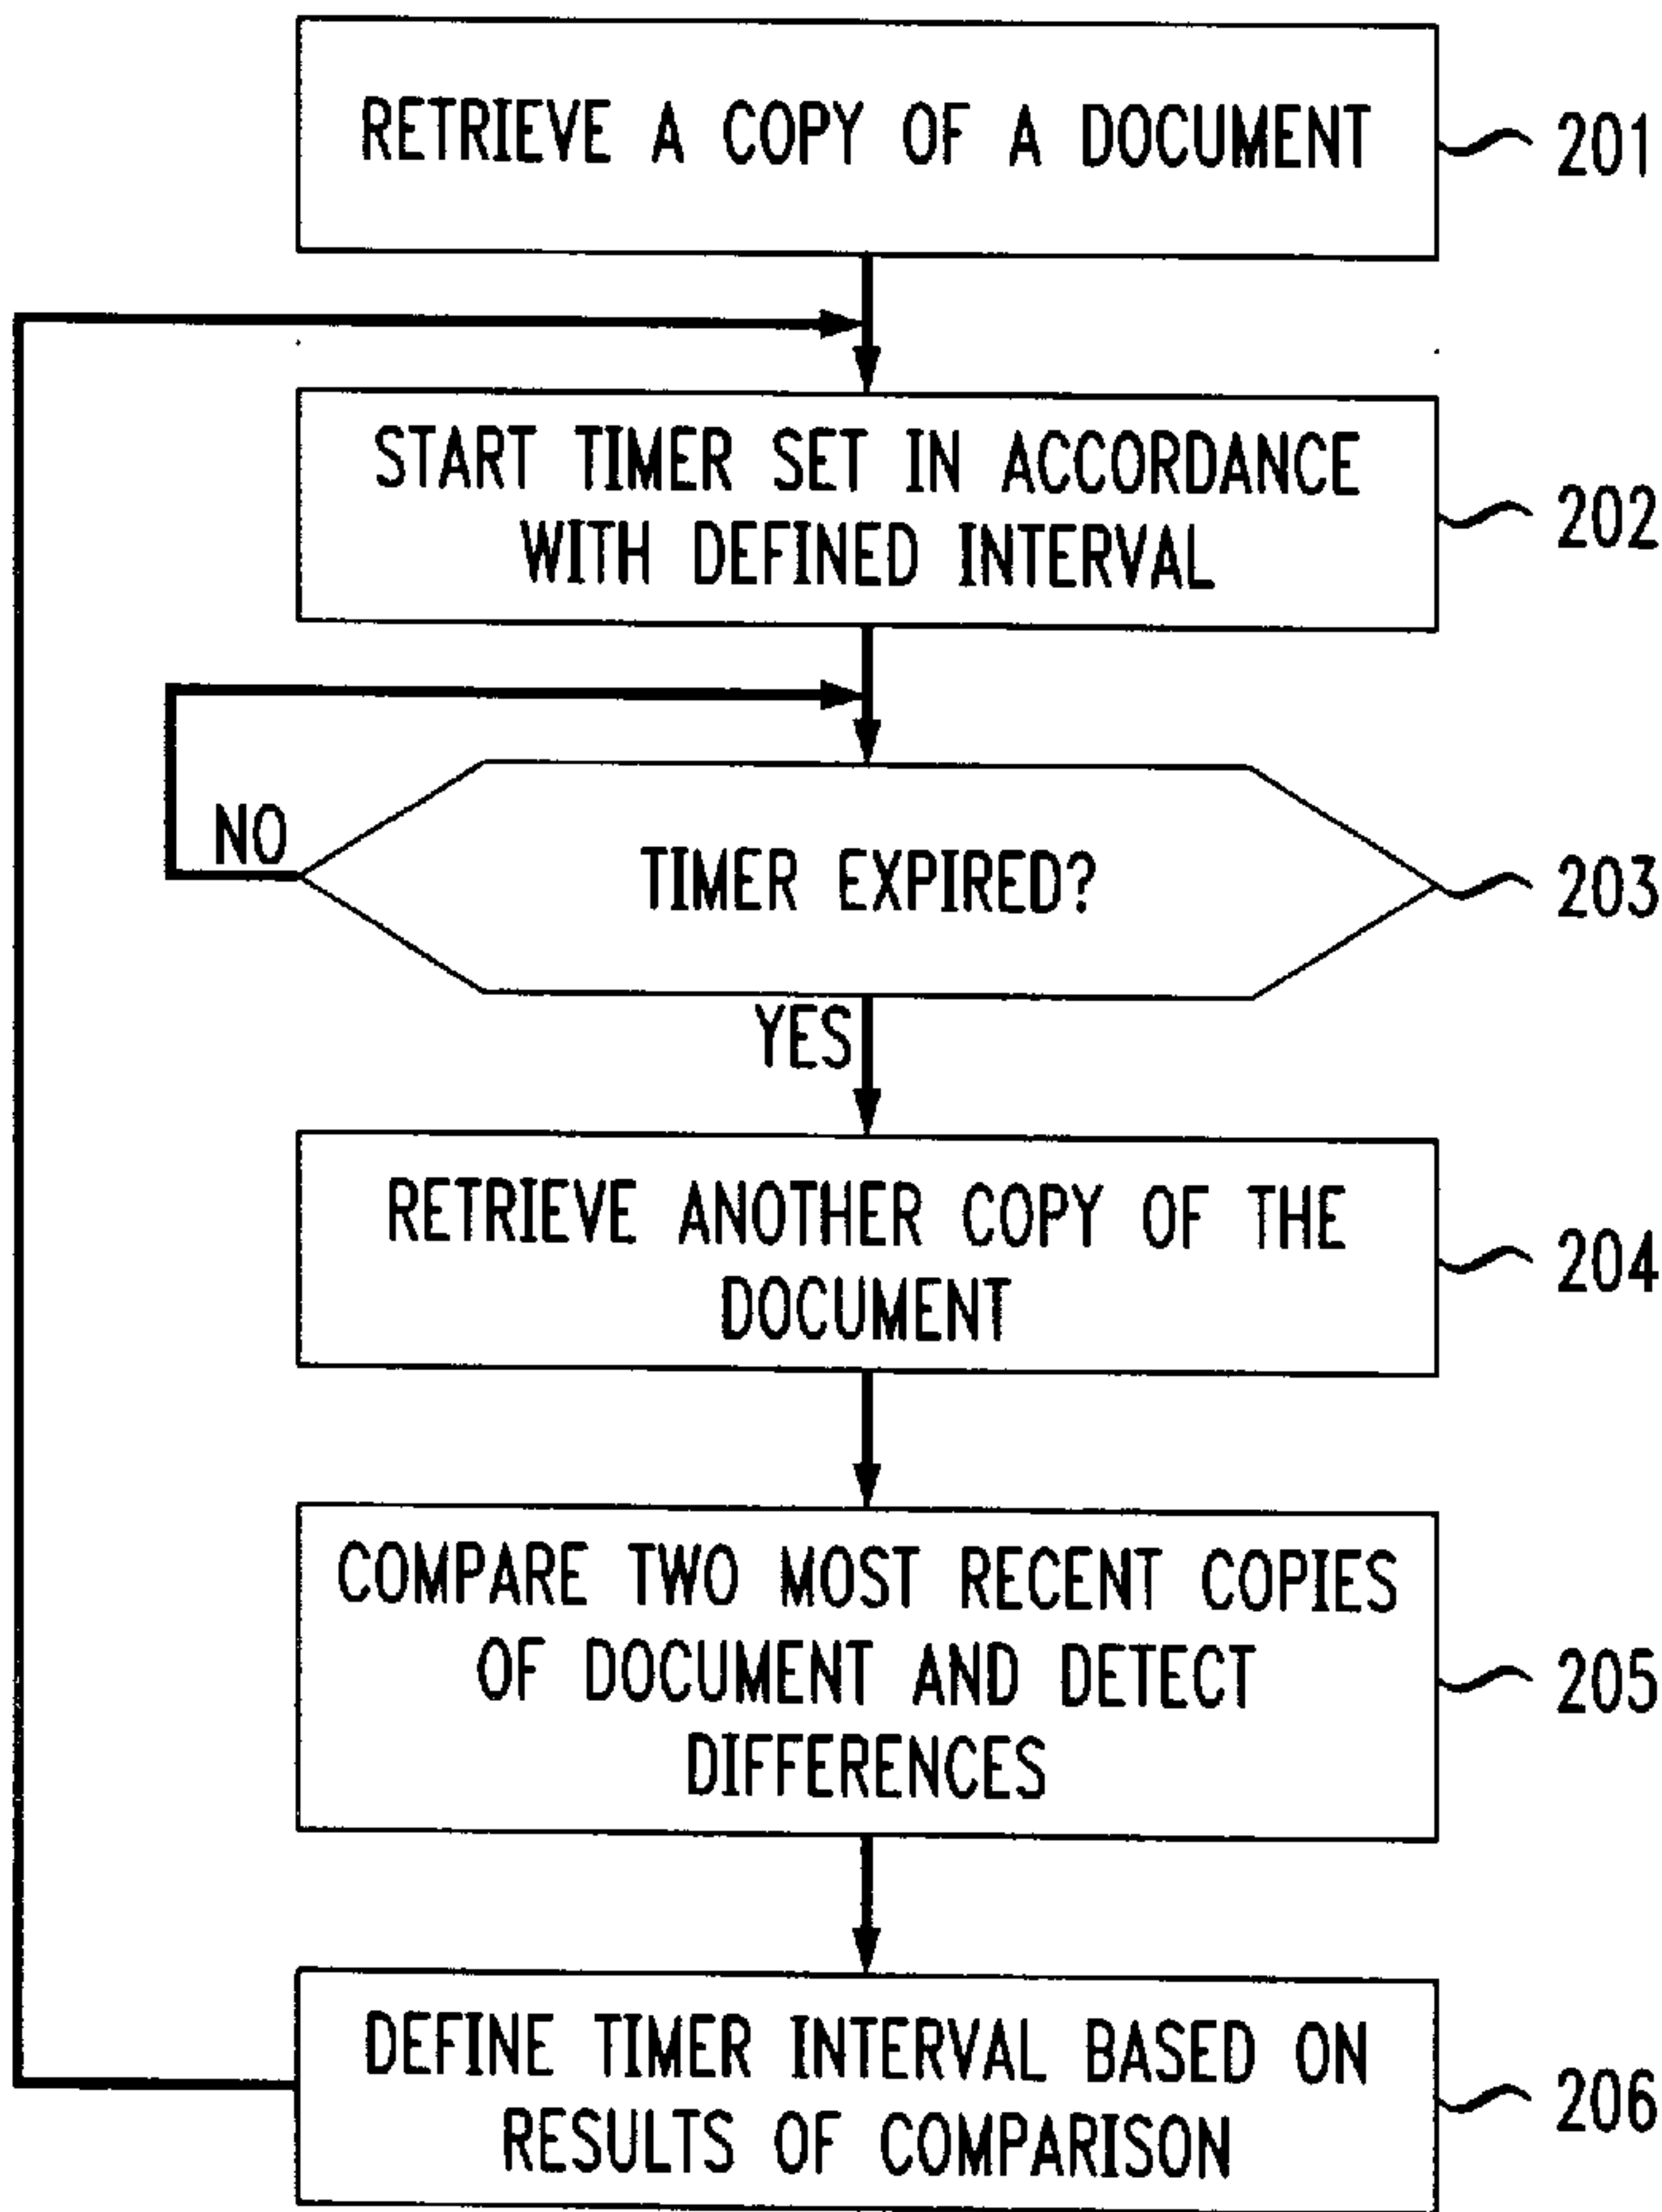 RETRIEVE A COPY OF A DOCUMENT
201
START TIMER SET IN ACCORDANCE
WITH DEFINED INTERVAL
202
NO
TIMER EXPIRED?
203
YES
RETRIEVE ANOTHER COPY OF THE
DOCUMENT
204
COMPARE TWO MOST RECENT COPIES
OF DOCUMENT AND DETECT
DIFFERENCES
205
DEFINE TIMER INTERVAL BASED ON
RESULTS OF COMPARISON
206